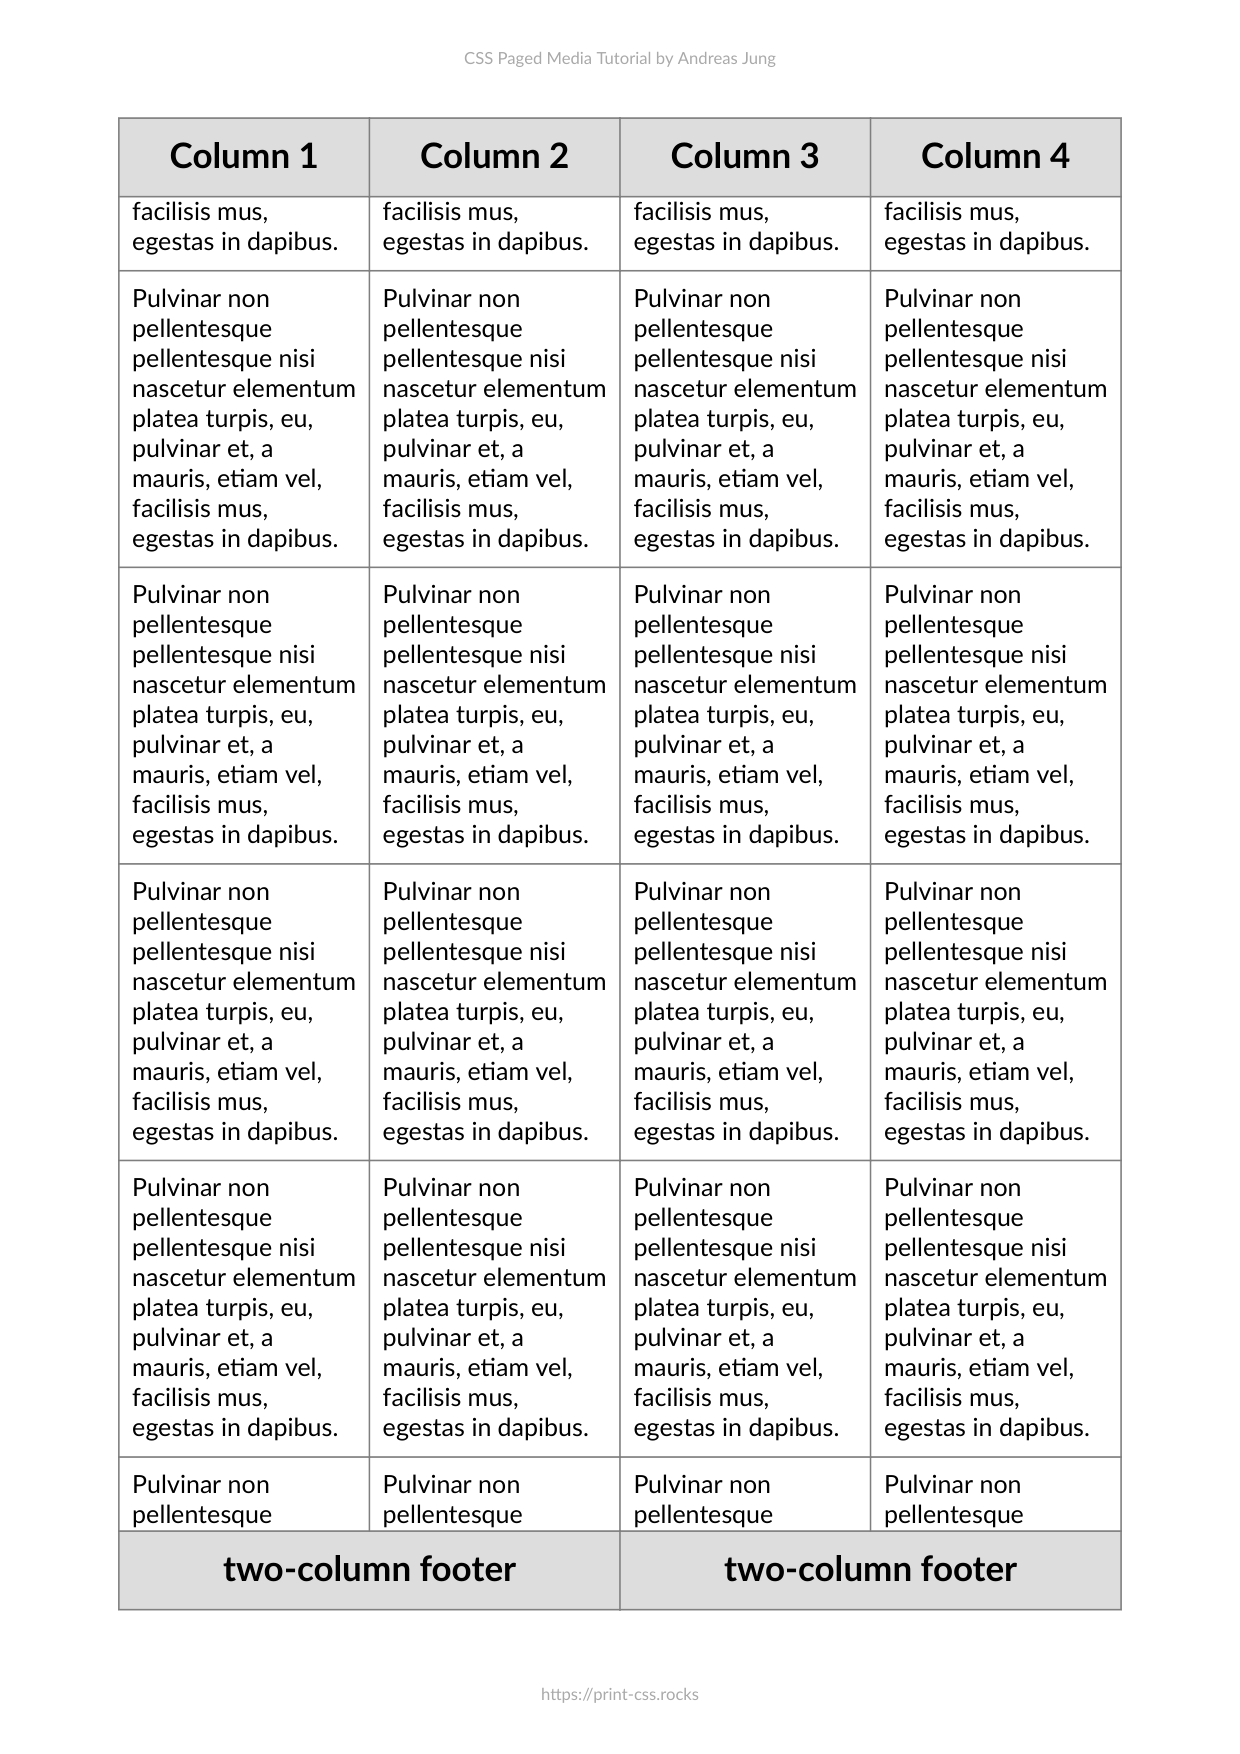 CSS Paged Media Tutorial by Andreas Jung
Column 1 Column 2 Column 3 Column 4
facilisis mus, facilisis mus, facilisis mus, facilisis mus,
egestas in dapibus. egestas in dapibus. egestas in dapibus. egestas in dapibus.
Pulvinar non Pulvinar non Pulvinar non Pulvinar non
pellentesque pellentesque pellentesque pellentesque
pellentesque nisi pellentesque nisi pellentesque nisi pellentesque nisi
nascetur elementum nascetur elementum nascetur elementum nascetur elementum
platea turpis, eu, platea turpis, eu, platea turpis, eu, platea turpis, eu,
pulvinar et, a pulvinar et, a pulvinar et, a pulvinar et, a
mauris, etiam vel, mauris, etiam vel, mauris, etiam vel, mauris, etiam vel,
facilisis mus, facilisis mus, facilisis mus, facilisis mus,
egestas in dapibus. egestas in dapibus. egestas in dapibus. egestas in dapibus.
Pulvinar non Pulvinar non Pulvinar non Pulvinar non
pellentesque pellentesque pellentesque pellentesque
pellentesque nisi pellentesque nisi pellentesque nisi pellentesque nisi
nascetur elementum nascetur elementum nascetur elementum nascetur elementum
platea turpis, eu, platea turpis, eu, platea turpis, eu, platea turpis, eu,
pulvinar et, a pulvinar et, a pulvinar et, a pulvinar et, a
mauris, etiam vel, mauris, etiam vel, mauris, etiam vel, mauris, etiam vel,
facilisis mus, facilisis mus, facilisis mus, facilisis mus,
egestas in dapibus. egestas in dapibus. egestas in dapibus. egestas in dapibus.
Pulvinar non Pulvinar non Pulvinar non Pulvinar non
pellentesque pellentesque pellentesque pellentesque
pellentesque nisi pellentesque nisi pellentesque nisi pellentesque nisi
nascetur elementum nascetur elementum nascetur elementum nascetur elementum
platea turpis, eu, platea turpis, eu, platea turpis, eu, platea turpis, eu,
pulvinar et, a pulvinar et, a pulvinar et, a pulvinar et, a
mauris, etiam vel, mauris, etiam vel, mauris, etiam vel, mauris, etiam vel,
facilisis mus, facilisis mus, facilisis mus, facilisis mus,
egestas in dapibus. egestas in dapibus. egestas in dapibus. egestas in dapibus.
Pulvinar non Pulvinar non Pulvinar non Pulvinar non
pellentesque pellentesque pellentesque pellentesque
pellentesque nisi pellentesque nisi pellentesque nisi pellentesque nisi
nascetur elementum nascetur elementum nascetur elementum nascetur elementum
platea turpis, eu, platea turpis, eu, platea turpis, eu, platea turpis, eu,
pulvinar et, a pulvinar et, a pulvinar et, a pulvinar et, a
mauris, etiam vel, mauris, etiam vel, mauris, etiam vel, mauris, etiam vel,
facilisis mus, facilisis mus, facilisis mus, facilisis mus,
egestas in dapibus. egestas in dapibus. egestas in dapibus. egestas in dapibus.
Pulvinar non Pulvinar non Pulvinar non Pulvinar non
pellentesque pellentesque pellentesque pellentesque
two-column footer two-column footer
https://print-css.rocks